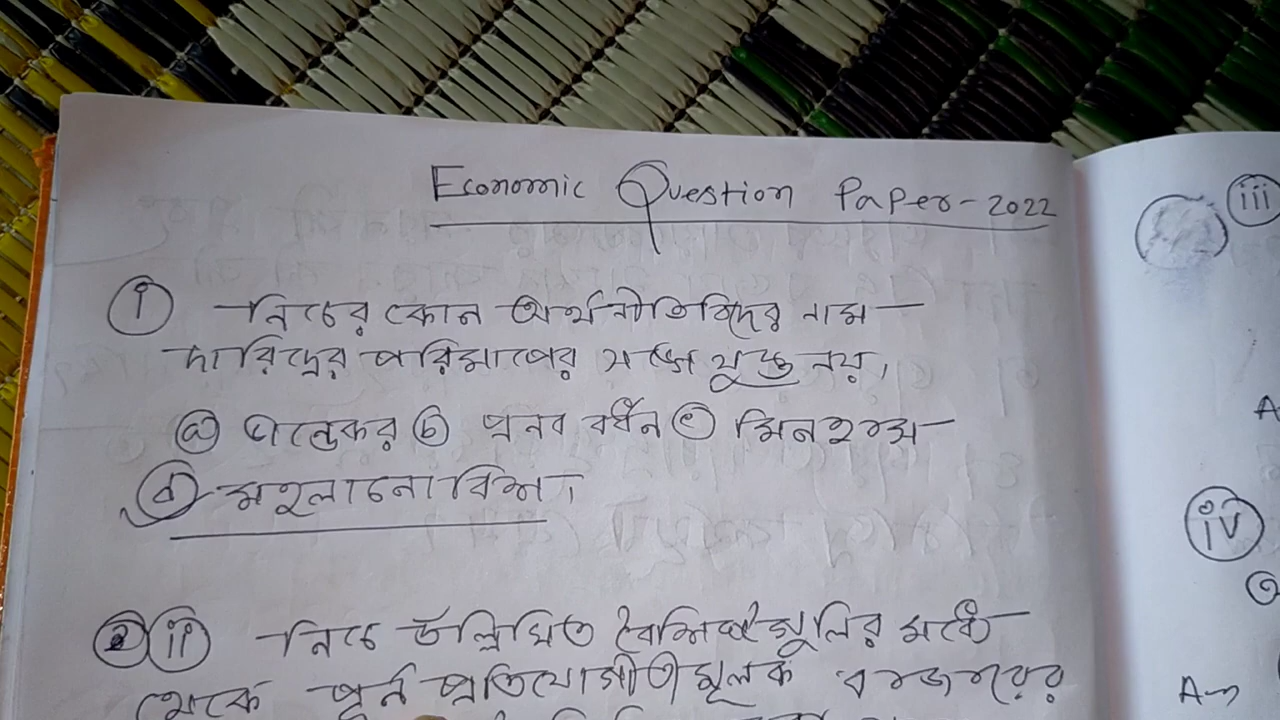 Economic Question Paper-2022
iii
i নিচের কোন অর্থনীতিবিদের নাম
দারিদ্রের পরিমাপের সঙ্গে যুক্ত নয়,
a b প্রনব বর্ধন c মিনহাস
A
d মহলানোবিশ।
iv
2 ii নিচে উল্লিখিত বৈশিষ্ট্যগুলির মধ্যে
থেকে পূর্ন প্রতিযোগীতামূলক
A→